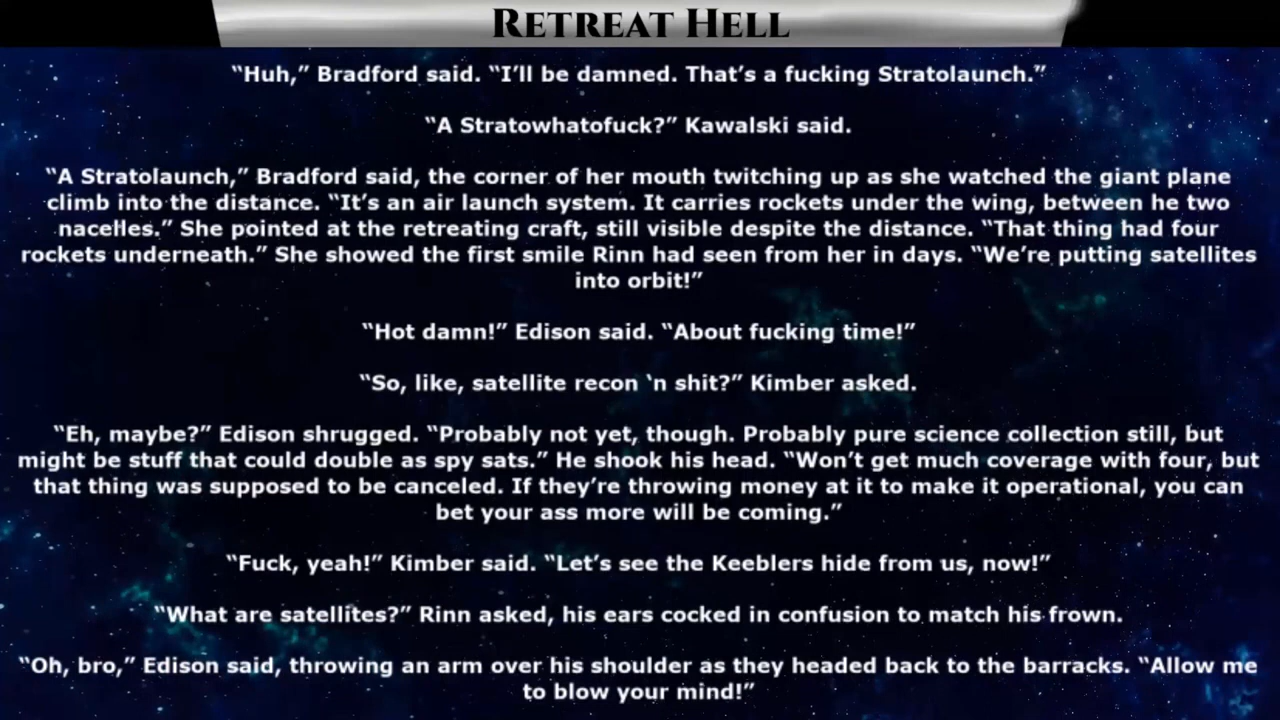 RETREAT HELL
“Huh,” Bradford said. “I’ll be damned. That’s a fucking Stratolaunch.”
“A Stratowhatofuck?” Kawalski said.
“A Stratolaunch,” Bradford said, the corner of her mouth twitching up as she watched the giant plane
climb into the distance. “It’s an air launch system. It carries rockets under the wing, between he two
nacelles.” She pointed at the retreating craft, still visible despite the distance. “That thing had four
rockets underneath.” She showed the first smile Rinn had seen from her in days. “We’re putting satellites
into orbit!”
“Hot damn!” Edison said. “About fucking time!”
“So, like, satellite recon ‘n shit?” Kimber asked.
“Eh, maybe?” Edison shrugged. “Probably not yet, though. Probably pure science collection still, but
might be stuff that could double as spy sats.” He shook his head. “Won’t get much coverage with four, but
that thing was supposed to be canceled. If they’re throwing money at it to make it operational, you can
bet your ass more will be coming.”
“Fuck, yeah!” Kimber said. “Let’s see the Keeblers hide from us, now!”
“What are satellites?” Rinn asked, his ears cocked in confusion to match his frown.
“Oh, bro,” Edison said, throwing an arm over his shoulder as they headed back to the barracks. “Allow me
to blow your mind!”